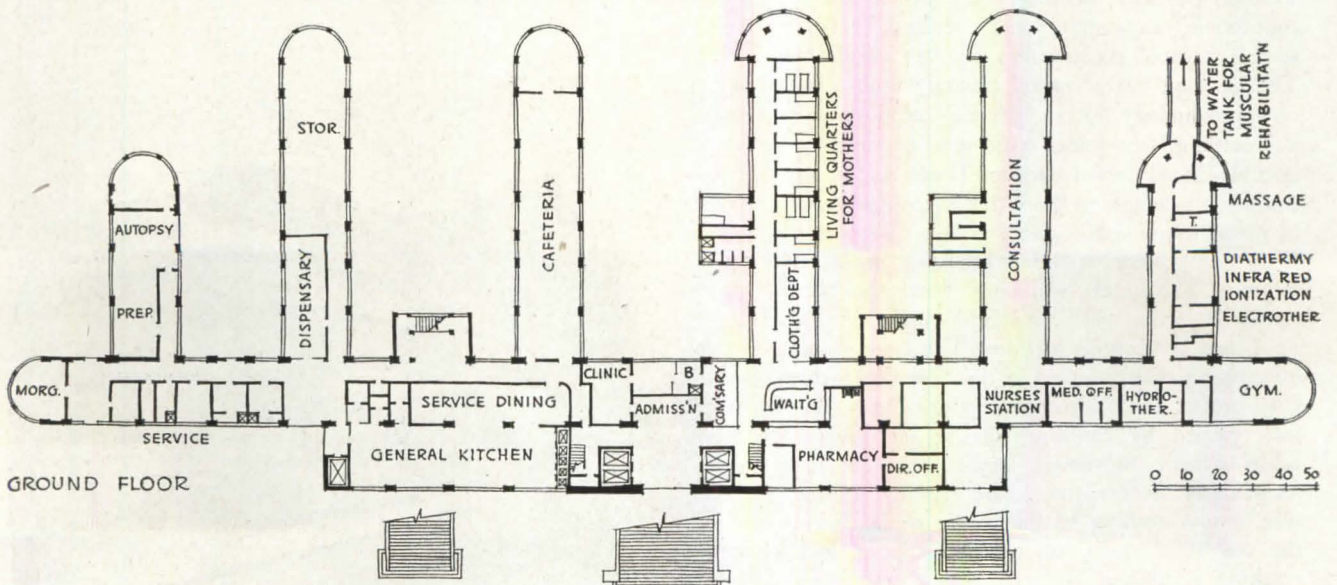 STOR.
AUTOPSY
PREP.
DISPENSARY
CAFETERIA
LIVING QUARTERS
FOR MOTHERS
CLOTH'G DEPT
CONSULTATION
TO WATER
TANK FOR
MUSCULAR
REHABILITAT'N
MASSAGE
T.
DIATHERMY
INFRA RED
IONIZATION
ELECTROTHER.
MORG.
SERVICE
SERVICE DINING
GENERAL KITCHEN
CLINIC
B
ADMISS'N
COM'SARY
WAIT'G
PHARMACY
DIR. OFF.
NURSES
STATION
MED. OFF.
HYDRO-
THER.
GYM.
GROUND FLOOR
0 10 20 30 40 50